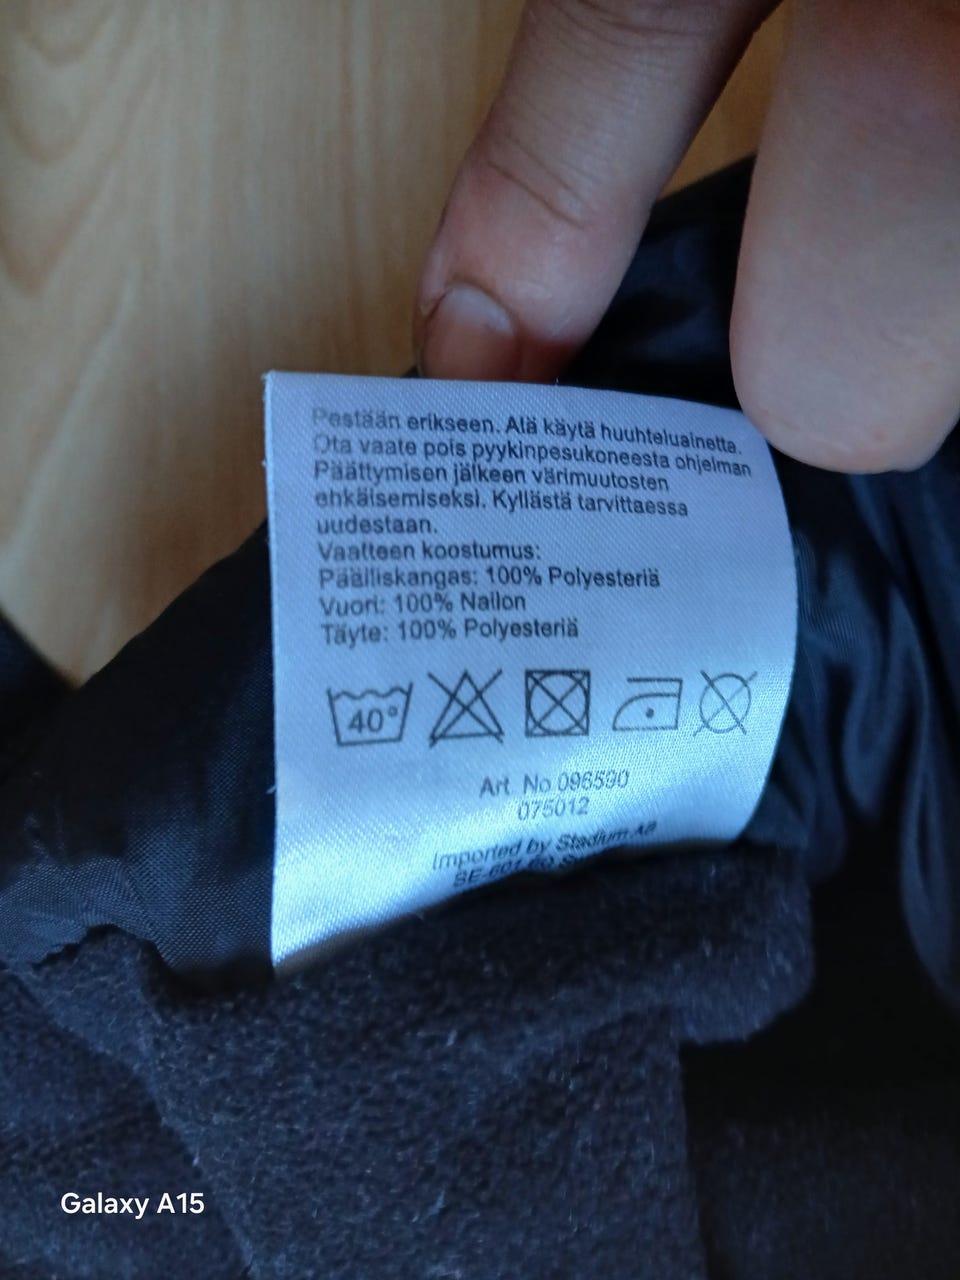 Pestään erikseen. Älä käytä huuhteluainetta.
Ota vaate pois pyykinpesukoneesta ohjelman
Päättymisen jälkeen värimuutosten
ehkäisemiseksi. Kyllästä tarvittaessa
uudestaan.
Vaatteen koostumus:
Päälliskangas: 100% Polyesteriä
Vuori: 100% Nailon
Täyte: 100% Polyesteriä
40°
Art. No 096590
075012
Imported by Stadium AB
Galaxy A15